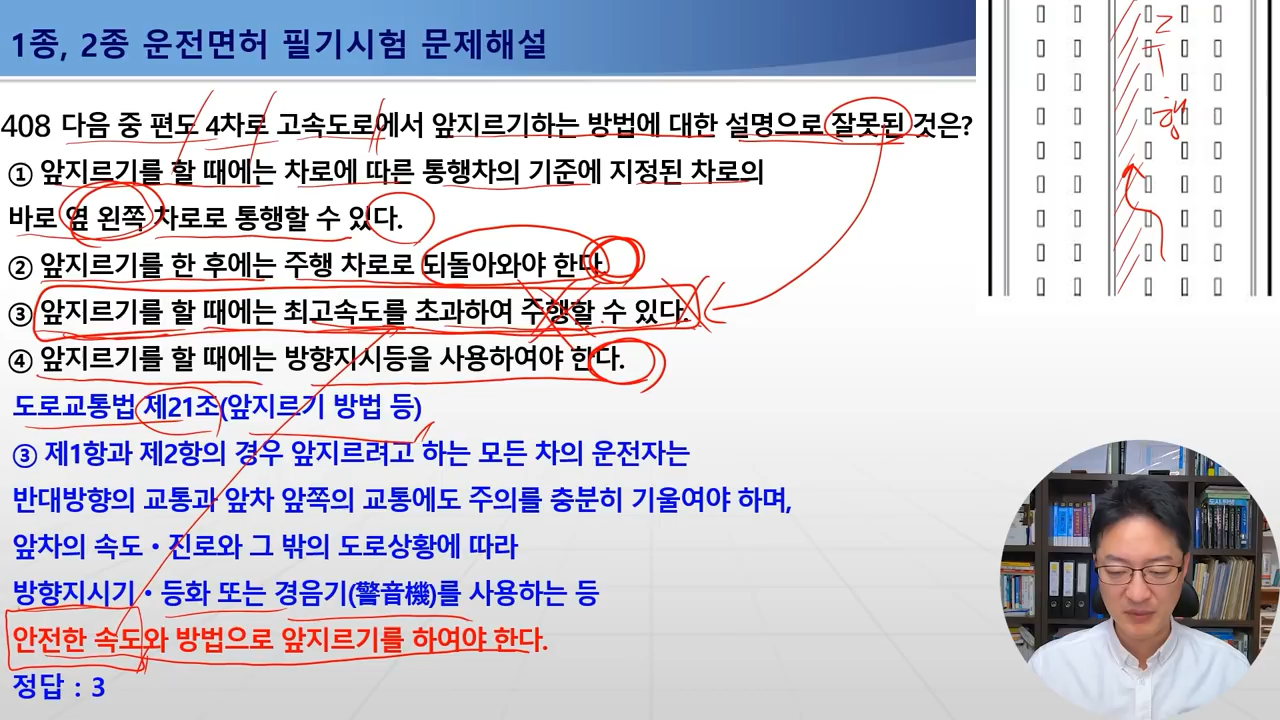 1종, 2종 운전면허 필기시험 문제해설
408 다음 중 편도 4차로 고속도로에서 앞지르기하는 방법에 대한 설명으로 잘못된 것은?
① 앞지르기를 할 때에는 차로에 따른 통행차의 기준에 지정된 차로의
바로 옆 왼쪽 차로로 통행할 수 있다.
② 앞지르기를 한 후에는 주행 차로로 되돌아와야 한다.
③ 앞지르기를 할 때에는 최고속도를 초과하여 주행할 수 있다.
④ 앞지르기를 할 때에는 방향지시등을 사용하여야 한다.
도로교통법 제21조(앞지르기 방법 등)
③ 제1항과 제2항의 경우 앞지르려고 하는 모든 차의 운전자는
반대방향의 교통과 앞차 앞쪽의 교통에도 주의를 충분히 기울여야 하며,
앞차의 속도・진로와 그 밖의 도로상황에 따라
방향지시기・등화 또는 경음기(警音機)를 사용하는 등
안전한 속도와 방법으로 앞지르기를 하여야 한다.
정답 : 3